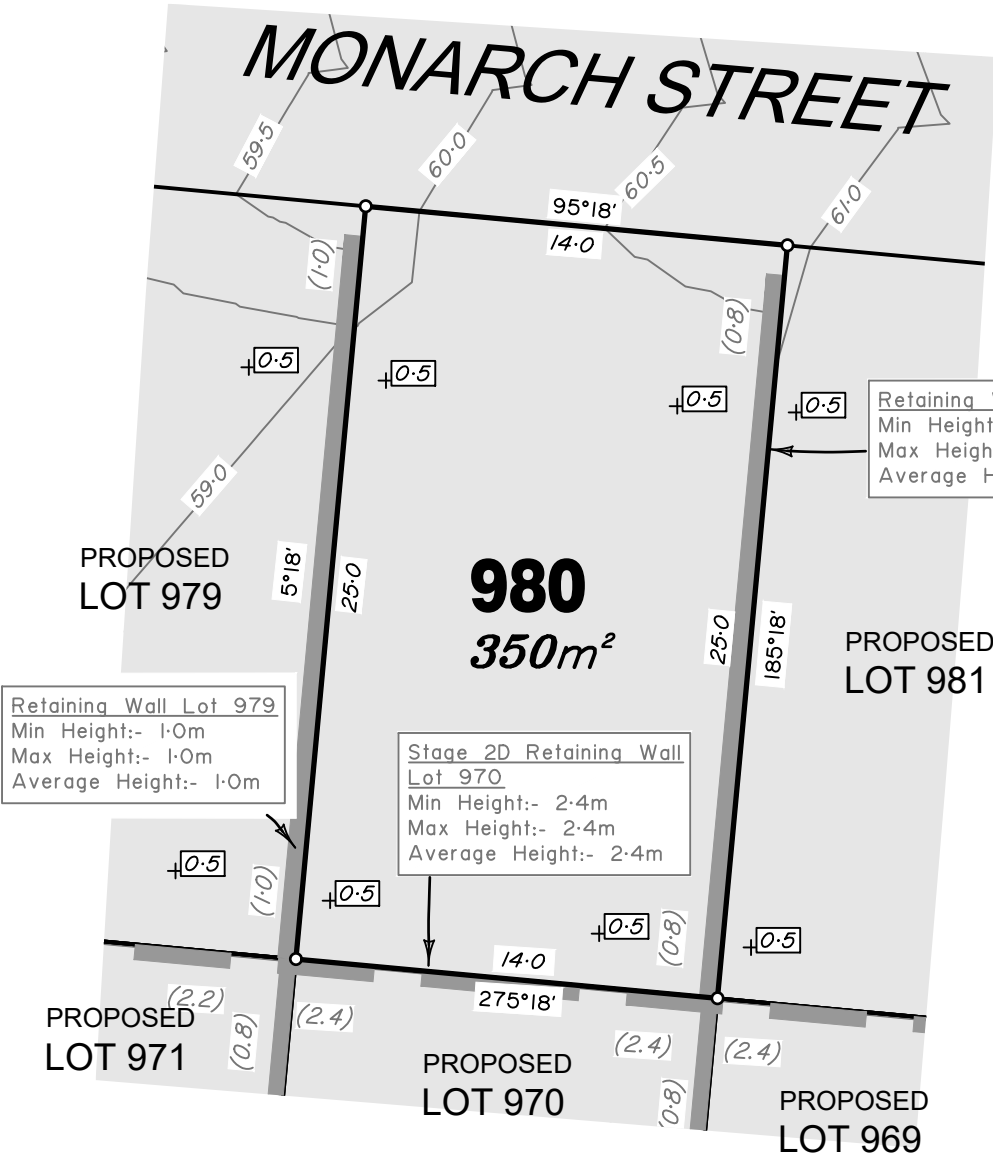 MONARCH STREET
59·5
60·0
60·5
61·0
95°18'
14·0
(1·0)
(0·8)
0·5
0·5
0·5
0·5
Retaining
Min Height
Max Heigh
Average H
59·0
PROPOSED
LOT 979
5°18'
25·0
980
350m²
25·0
185°18'
PROPOSED
LOT 981
Retaining Wall Lot 979
Min Height:- 1·0m
Max Height:- 1·0m
Average Height:- 1·0m
Stage 2D Retaining Wall
Lot 970
Min Height:- 2·4m
Max Height:- 2·4m
Average Height:- 2·4m
0·5
(1·0)
0·5
0·5
(0·8)
0·5
14·0
275°18'
(2.2)
(2.4)
PROPOSED
LOT 971
(0.8)
(2.4)
(2.4)
PROPOSED
LOT 970
(0·8)
PROPOSED
LOT 969